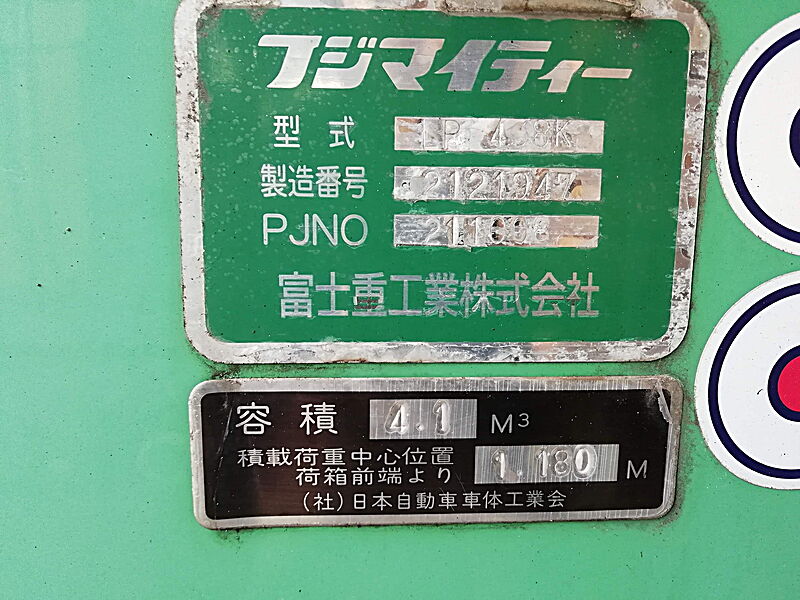 フジマイティー
型式 LP 438K
製造番号 2121947
PJNO
富士重工業株式会社
容積 4.1 M³
積載荷重中心位置
荷箱前端より 1.180 M
(社)日本自動車車体工業会